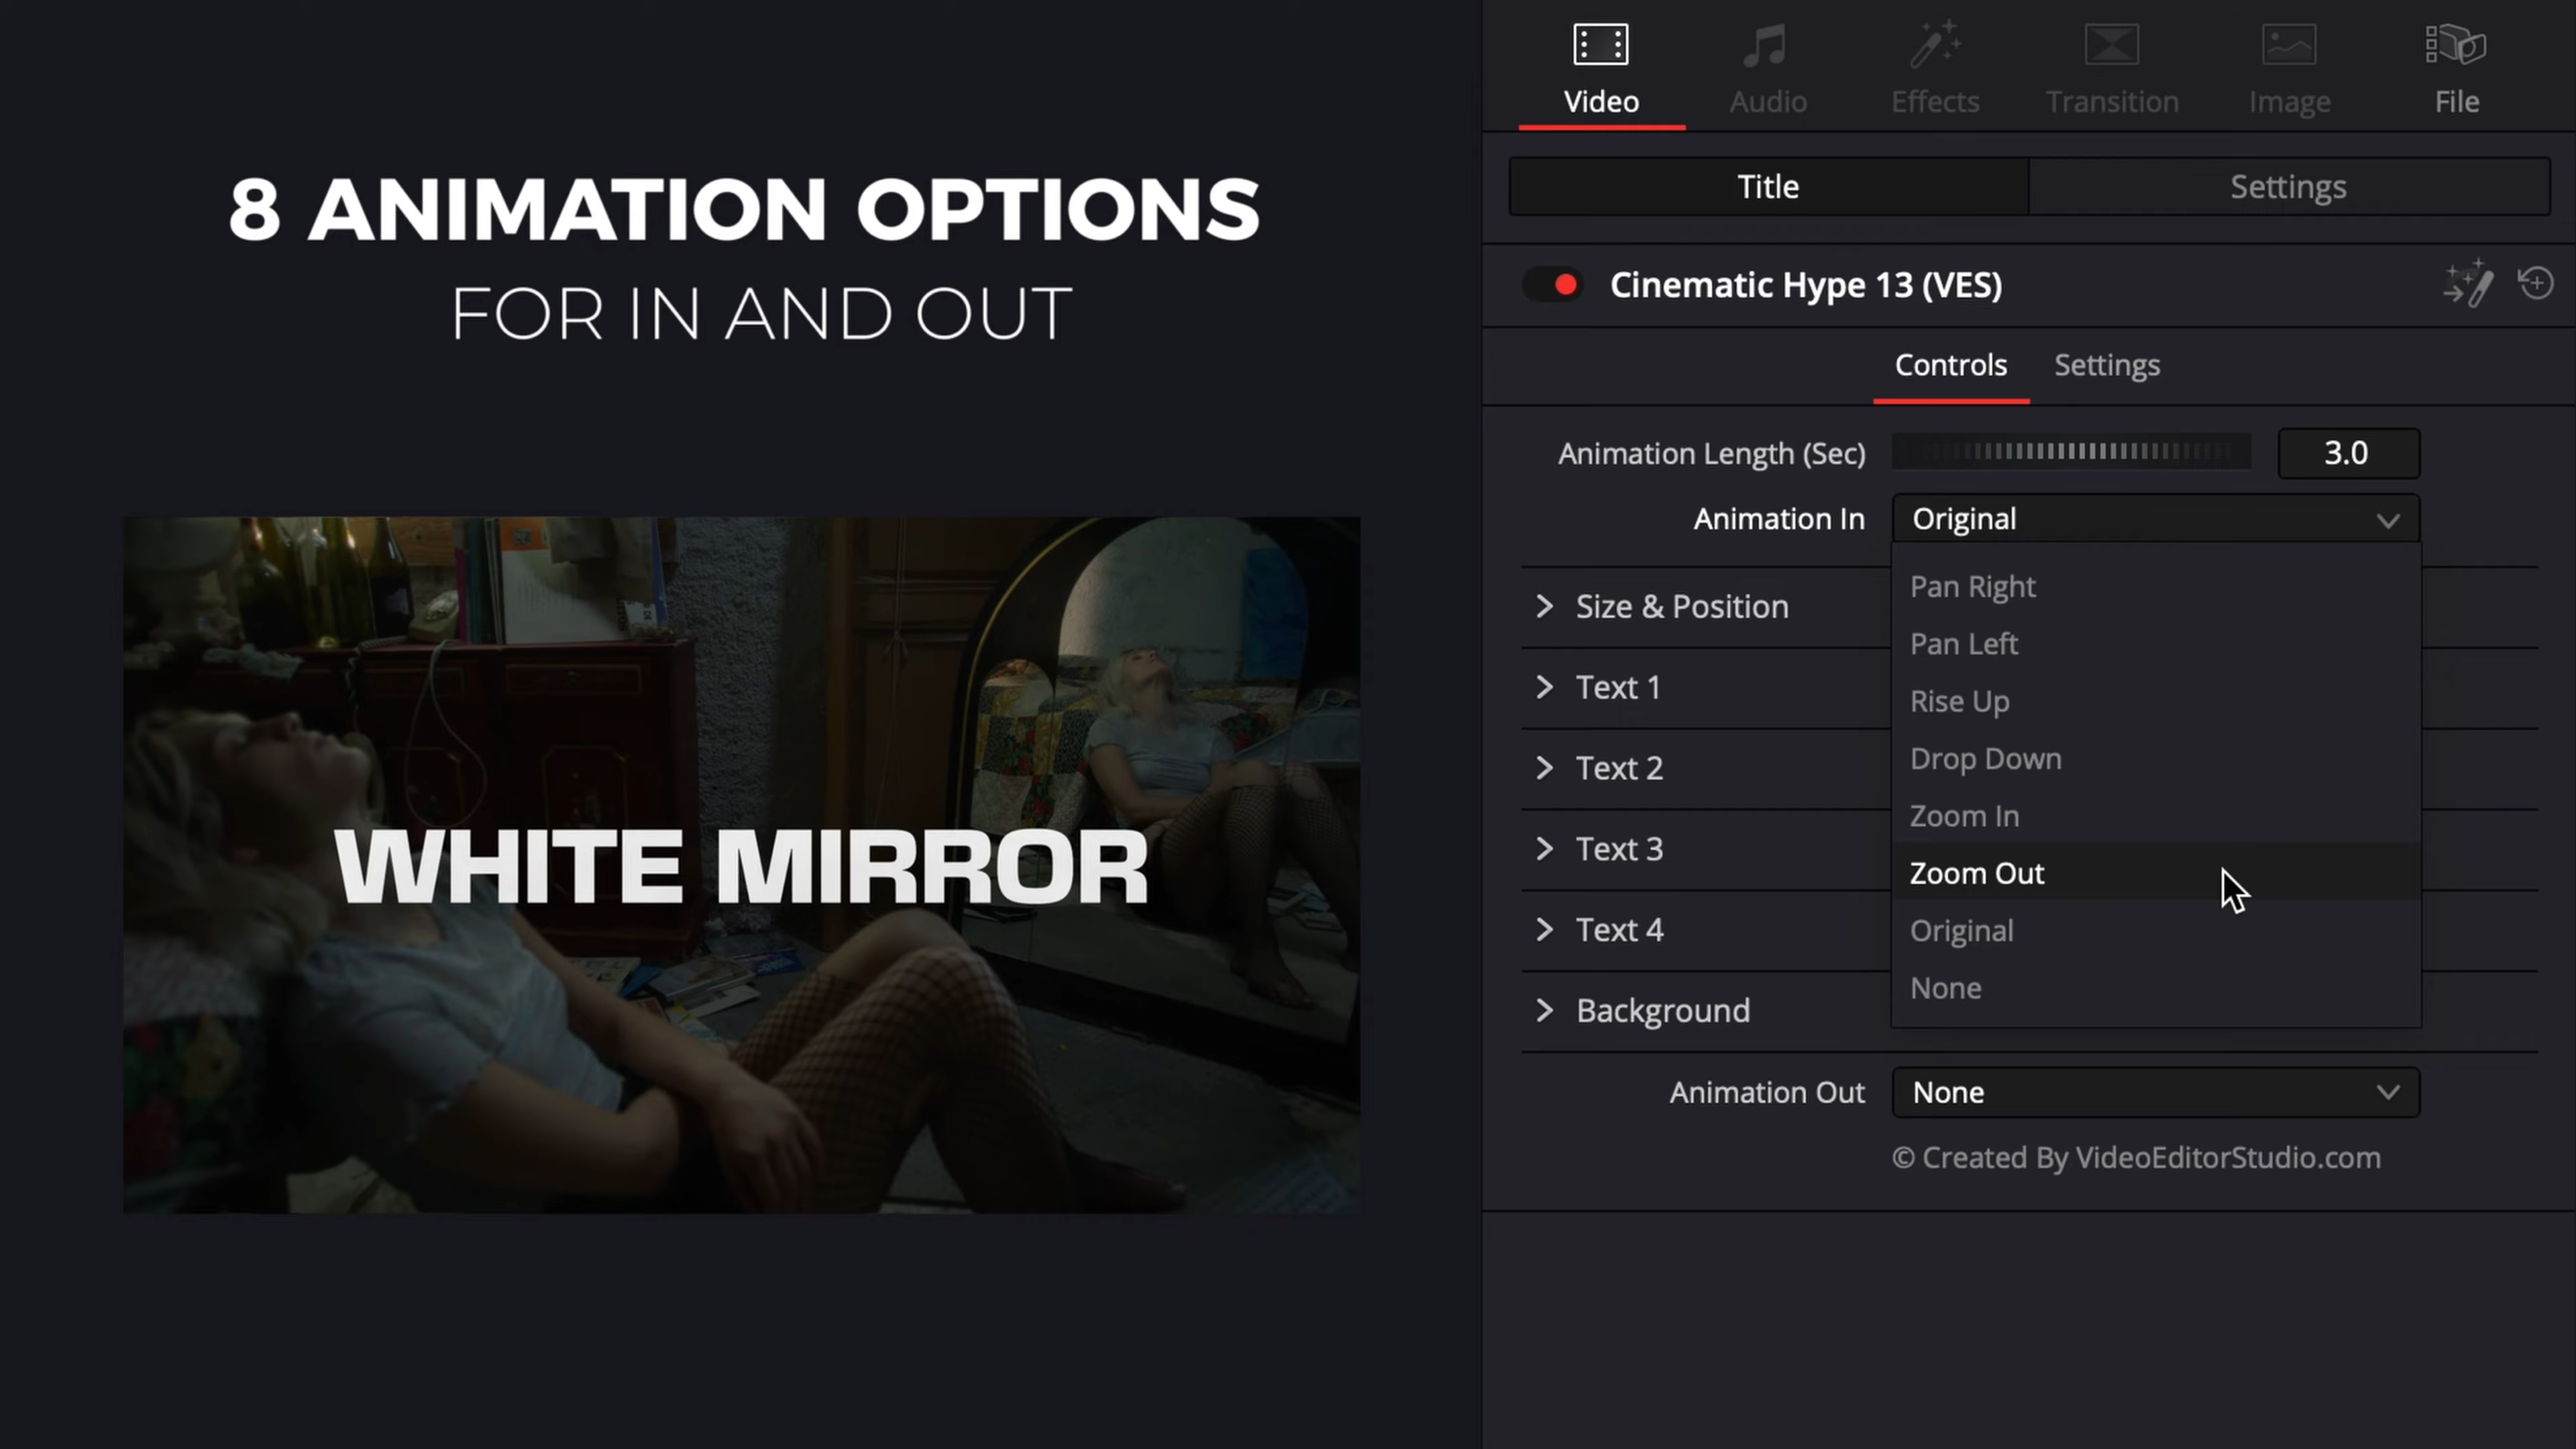 8 ANIMATION OPTIONS
FOR IN AND OUT
WHITE MIRROR
Video
Audio
Effects
Transition
Image
File
Title
Settings
Cinematic Hype 13 (VES)
Controls
Settings
Animation Length (Sec)
3.0
Animation In
Original
Pan Right
Pan Left
Rise Up
Drop Down
Zoom In
Zoom Out
Original
None
Size & Position
Text 1
Text 2
Text 3
Text 4
Background
Animation Out
None
© Created By VideoEditorStudio.com